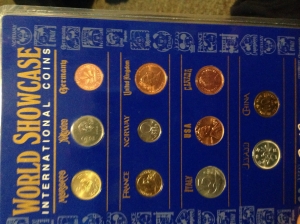 WORLD SHOWCASE
INTERNATIONAL COINS
Germany
United Kingdom
CANADA
CHINA
Mexico
NORWAY
USA
FRANCE
ITALY